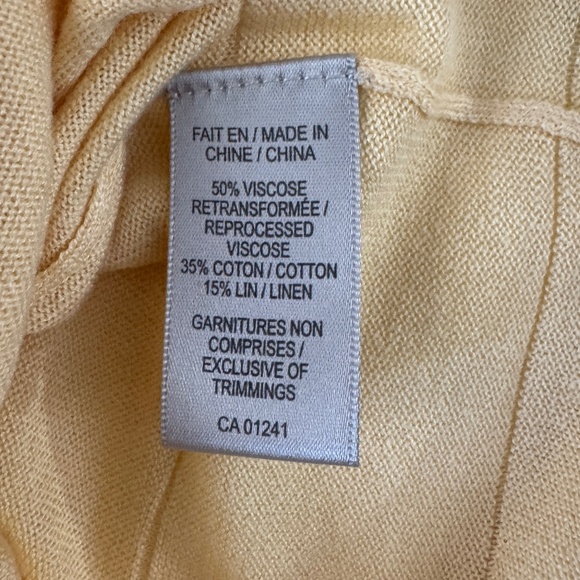 FAIT EN / MADE IN
CHINE / CHINA
50% VISCOSE
RETRANSFORMÉE /
REPROCESSED
VISCOSE
35% COTON / COTTON
15% LIN / LINEN
GARNITURES NON
COMPRISES /
EXCLUSIVE OF
TRIMMINGS
CA 01241